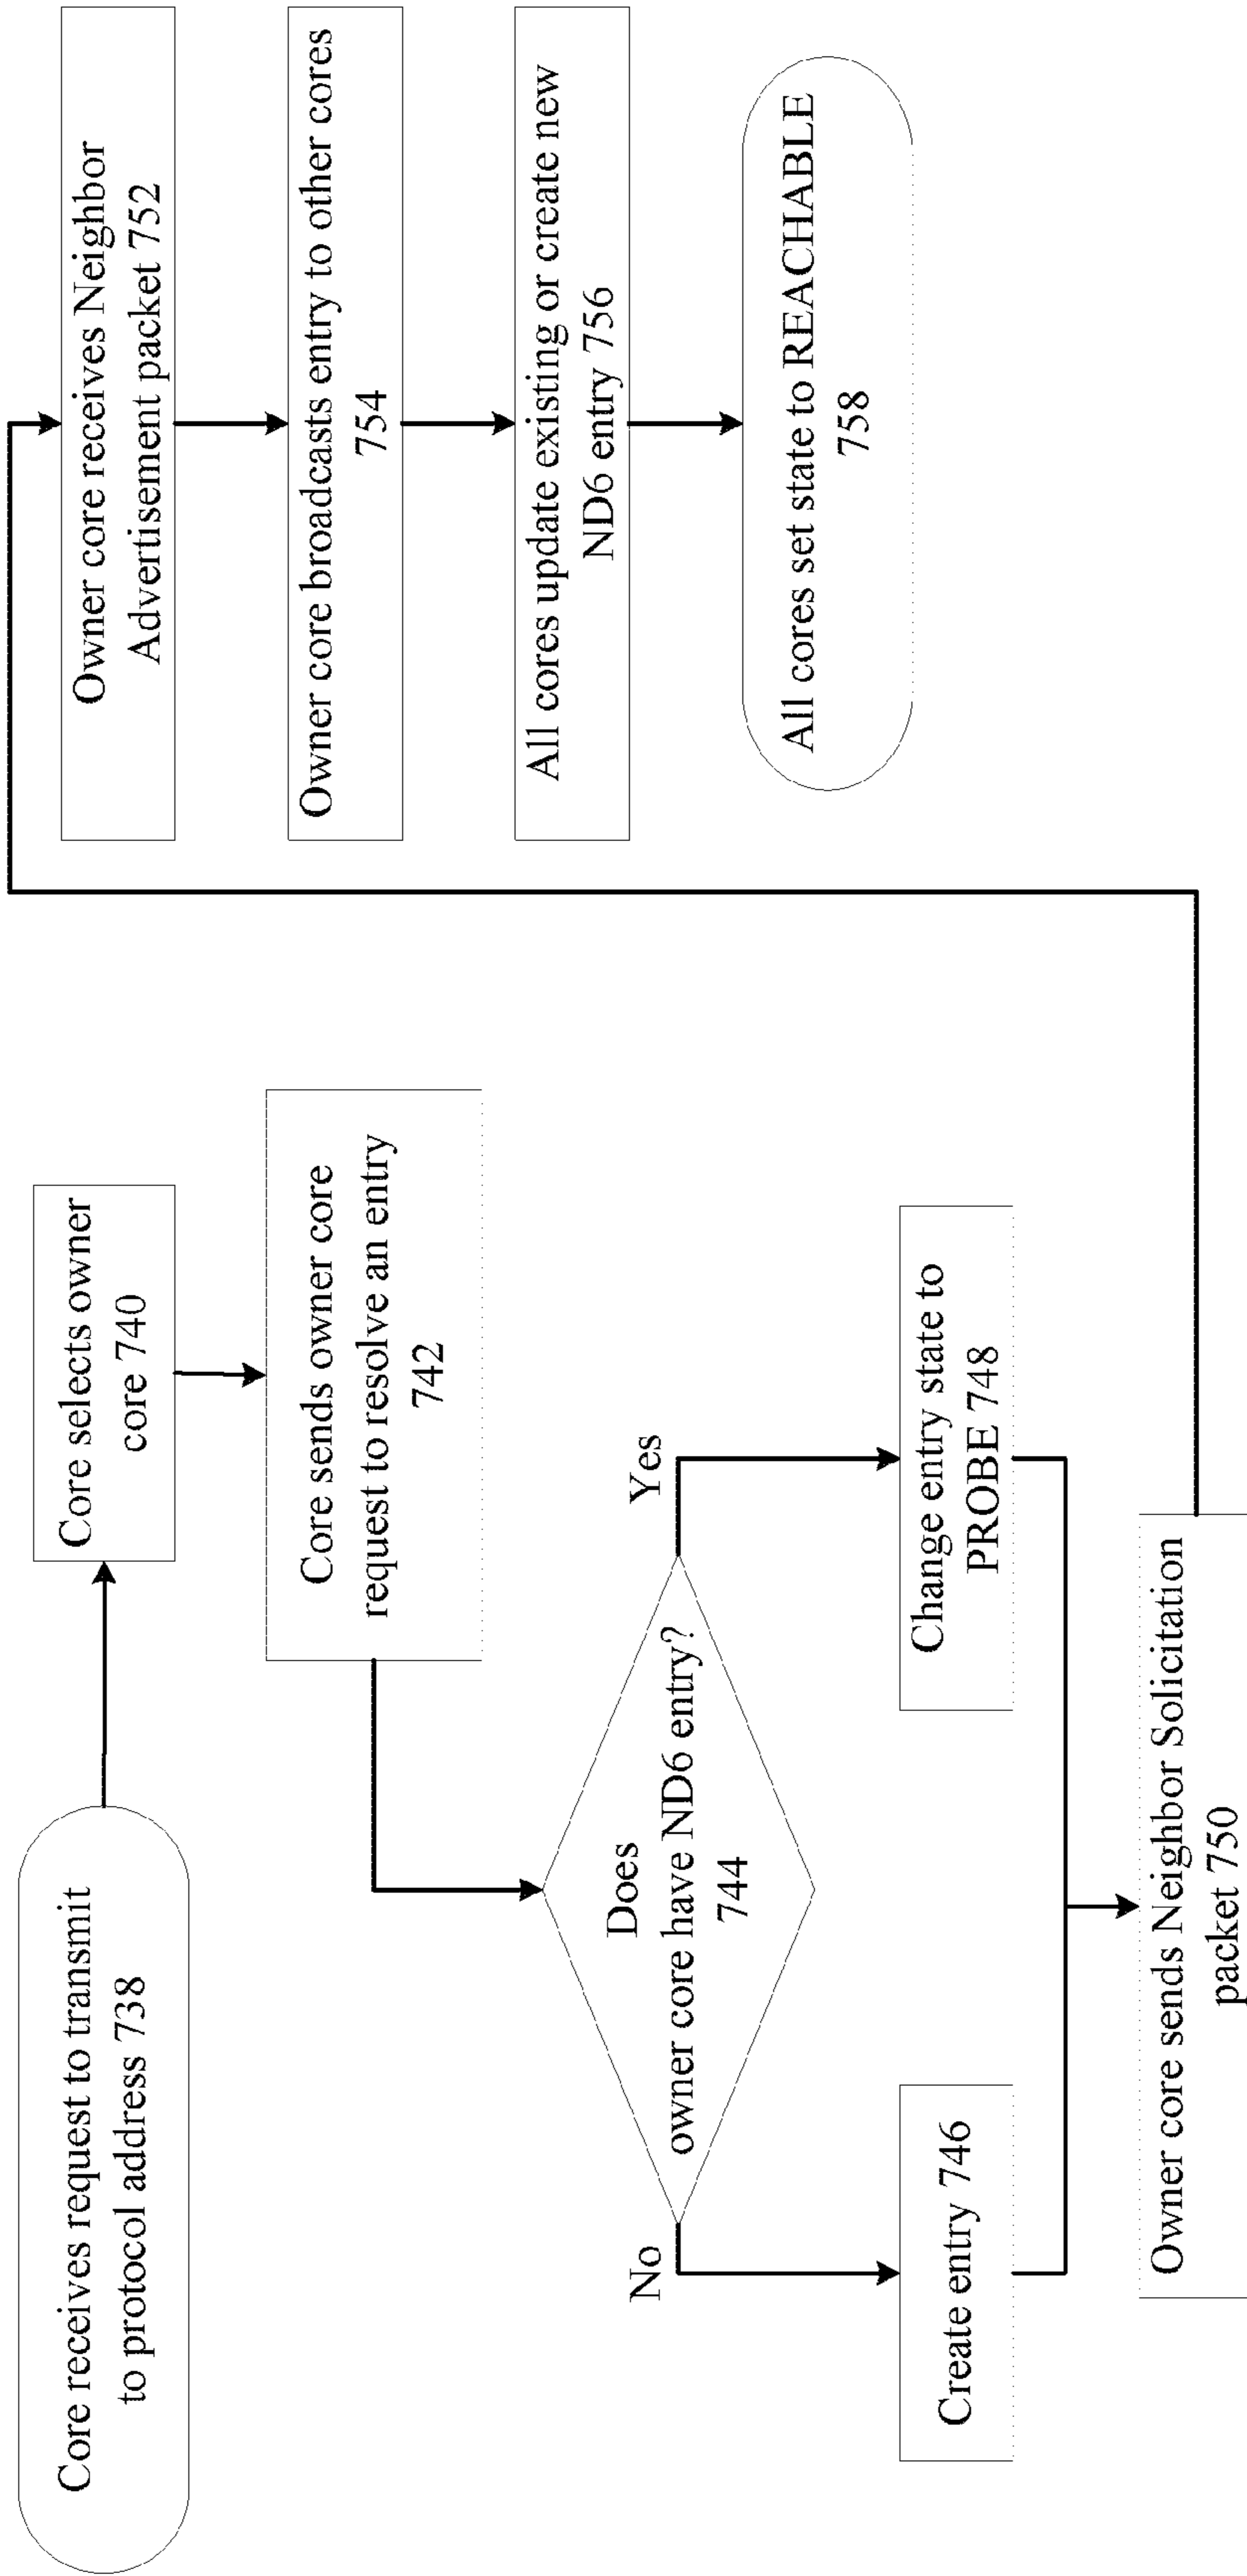 Core receives request to transmit
to protocol address 738
Core selects owner
core 740
Core sends owner core
request to resolve an entry
742
Does
owner core have ND6 entry?
744
No
Yes
Create entry 746
Change entry state to
PROBE 748
Owner core sends Neighbor Solicitation
packet 750
Owner core receives Neighbor
Advertisement packet 752
Owner core broadcasts entry to other cores
754
All cores update existing or create new
ND6 entry 756
All cores set state to REACHABLE
758